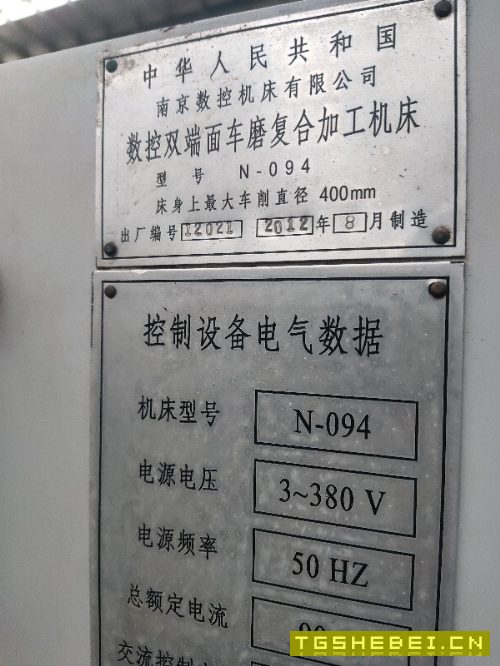 中华人民共和国
南京数控机床有限公司
数控双端面车磨复合加工机床
型 号 N-094
床身上最大车削直径 400mm
出厂编号 12021 2012 年 8 月制造
控制设备电气数据
机床型号 N-094
电源电压 3~380 V
电源频率 50 HZ
总额定电流
交流控制
TGSHEBEI.CN